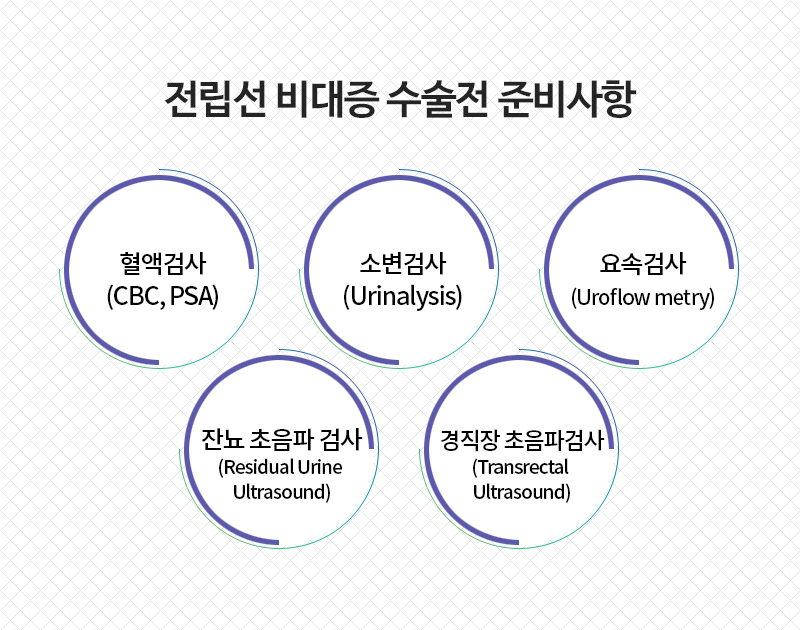 전립선 비대증 수술전 준비사항
혈액검사
(CBC, PSA)
소변검사
(Urinalysis)
요속검사
(Uroflow metry)
잔뇨 초음파 검사
(Residual Urine
Ultrasound)
경직장 초음파검사
(Transrectal
Ultrasound)